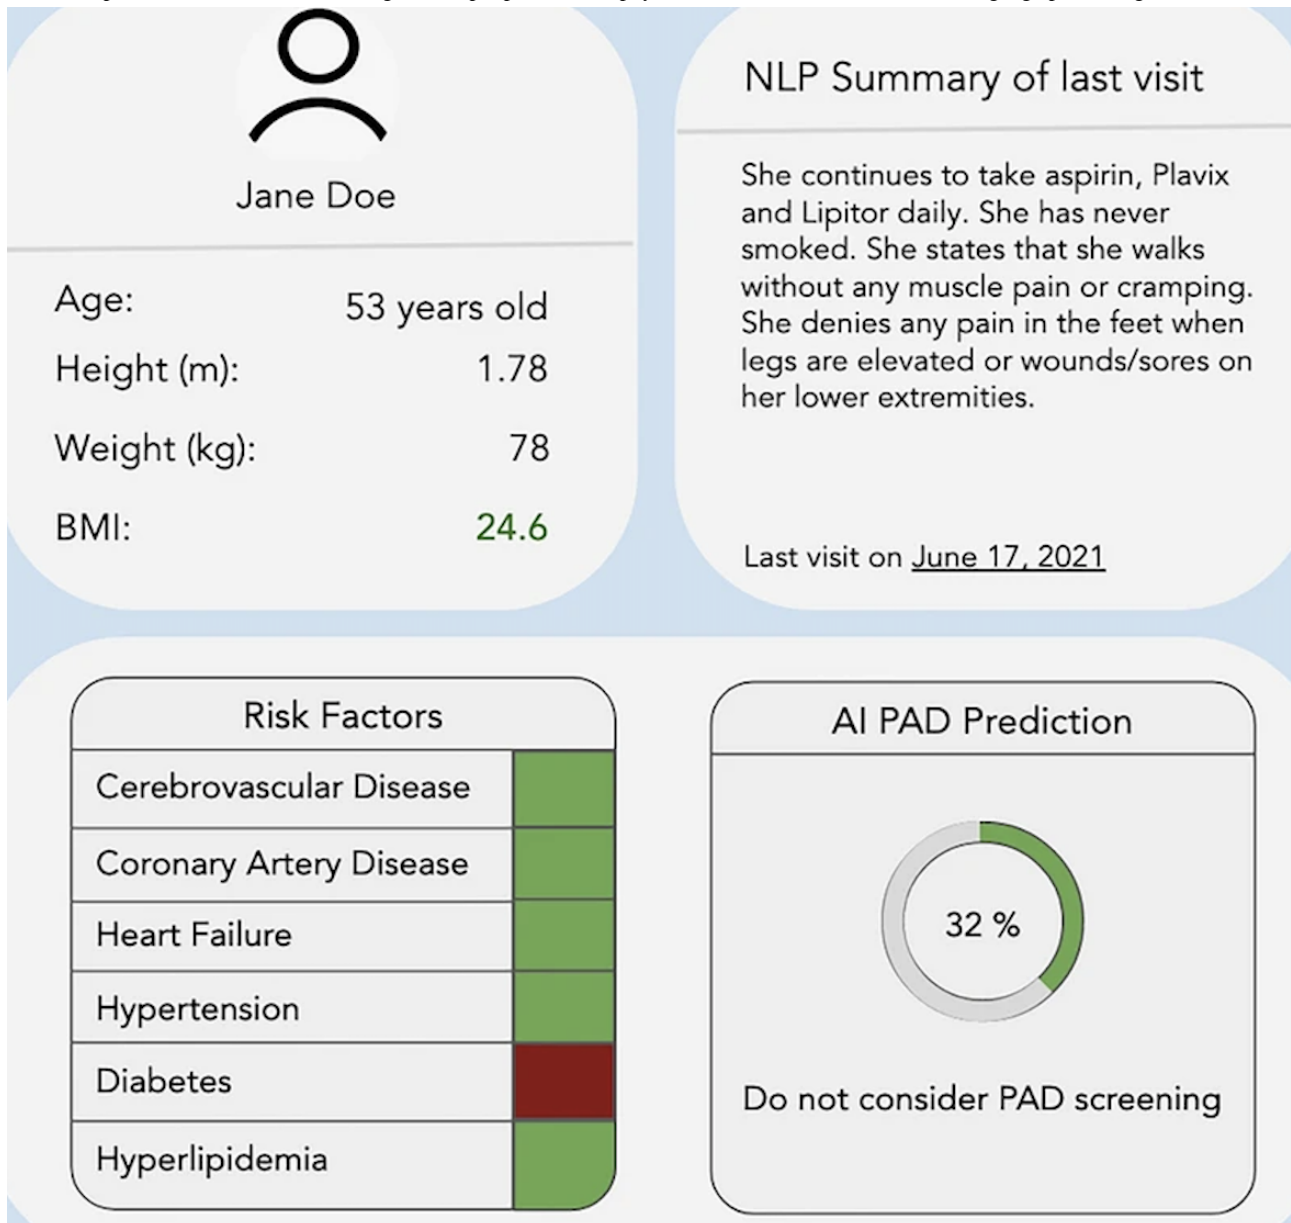 Jane Doe
Age: 53 years old
Height (m): 1.78
Weight (kg): 78
BMI: 24.6
NLP Summary of last visit
She continues to take aspirin, Plavix
and Lipitor daily. She has never
smoked. She states that she walks
without any muscle pain or cramping.
She denies any pain in the feet when
legs are elevated or wounds/sores on
her lower extremities.
Last visit on June 17, 2021
Risk Factors
Cerebrovascular Disease
Coronary Artery Disease
Heart Failure
Hypertension
Diabetes
Hyperlipidemia
AI PAD Prediction
32 %
Do not consider PAD screening